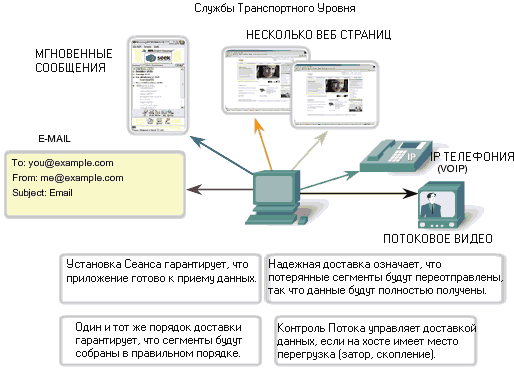 Службы Транспортного Уровня
МГНОВЕННЫЕ
СООБЩЕНИЯ
НЕСКОЛЬКО ВЕБ СТРАНИЦ
seek
E-MAIL
To: you@example.com
From: me@example.com
Subject: Email
IP
IP ТЕЛЕФОНИЯ
(VOIP)
ПОТОКОВОЕ ВИДЕО
Установка Сеанса гарантирует, что
приложение готово к приему данных.
Надежная доставка означает, что
потерянные сегменты будут переотправлены,
так что данные будут полностью получены.
Один и тот же порядок доставки
гарантирует, что сегменты будут
собраны в правильном порядке.
Контроль Потока управляет доставкой
данных, если на хосте имеет место
перегрузка (затор, скопление).